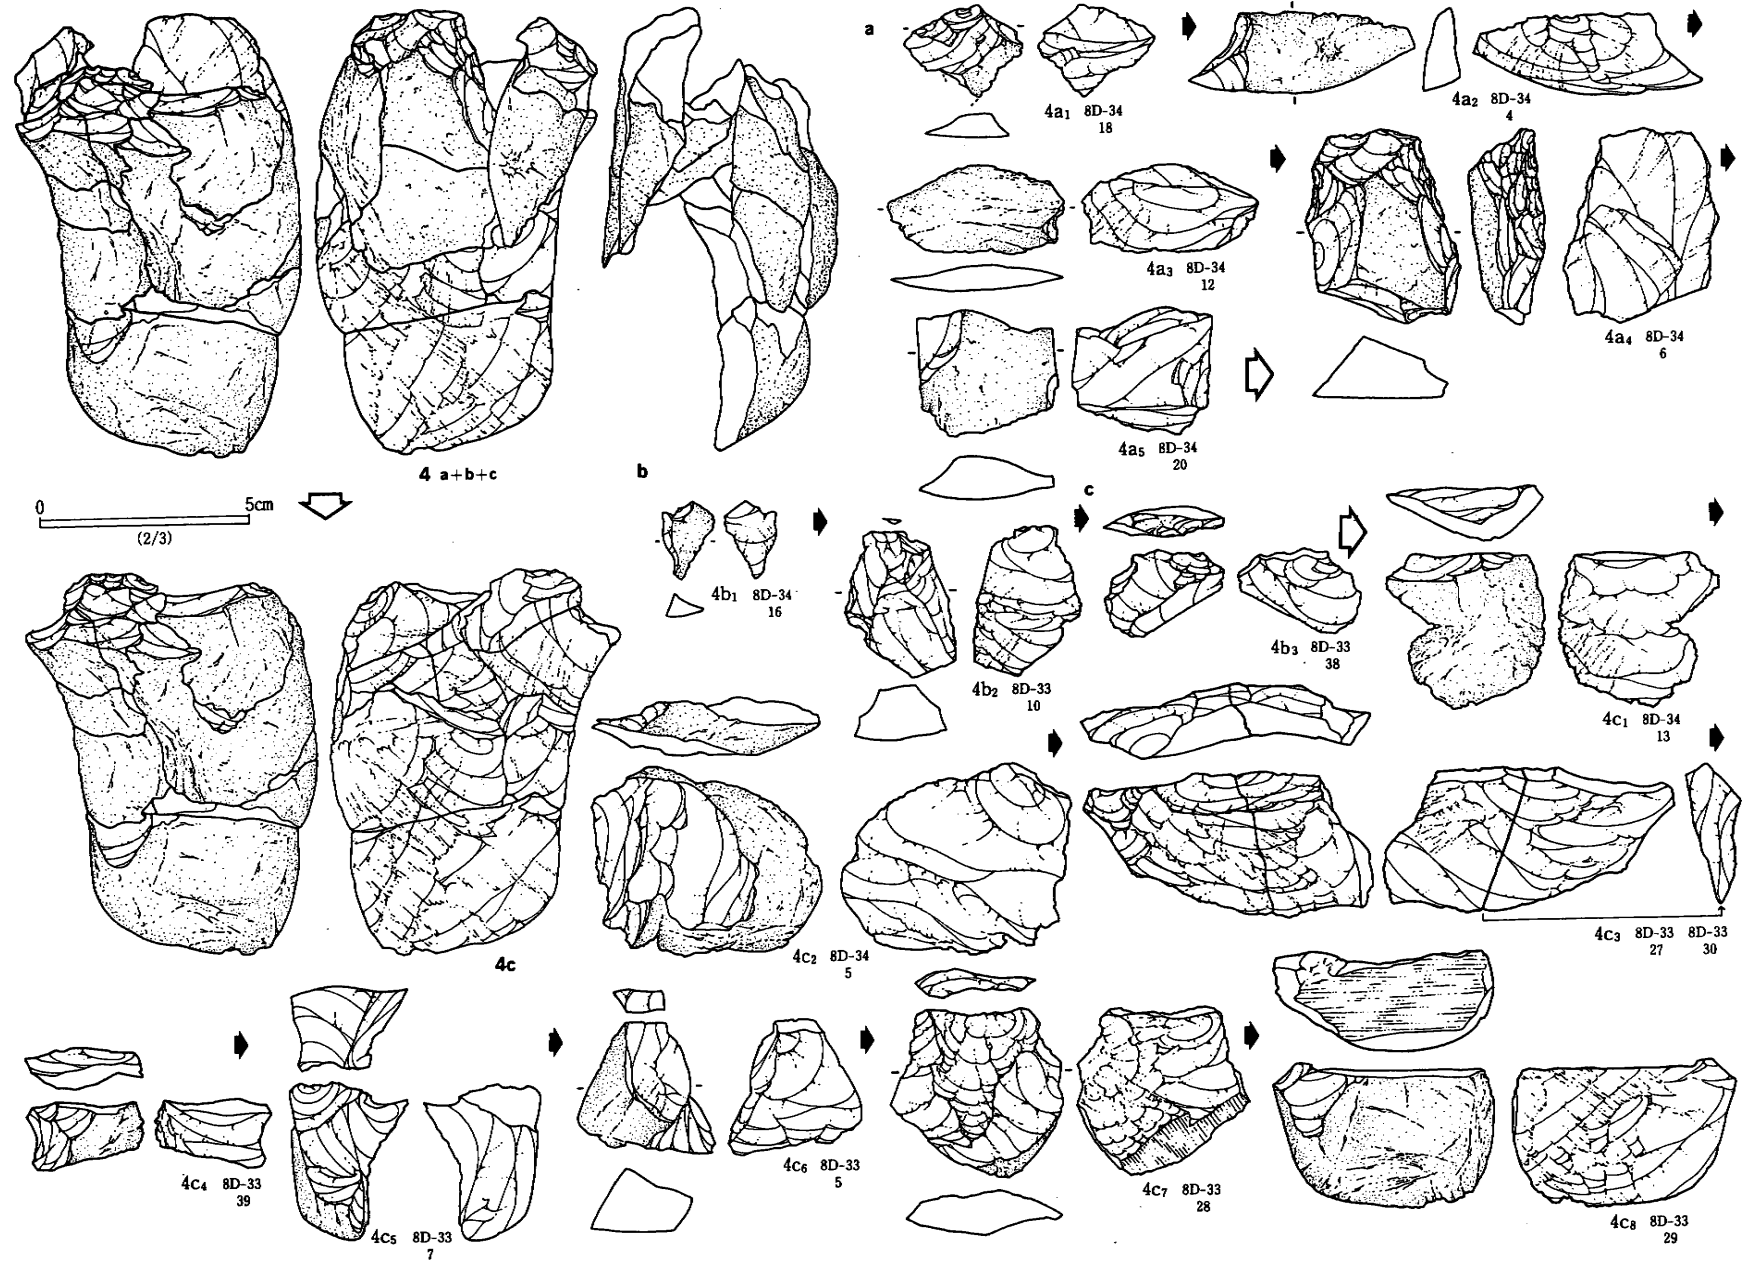 a
4a₁ 8D-34
18
4a₂ 8D-34
4
4a₃ 8D-34
12
4a₄ 8D-34
6
4a₅ 8D-34
20
4 a+b+c
b
0 5cm
(2/3)
4b₁ 8D-34
16
4b₂ 8D-33
10
c
4b₃ 8D-33
38
4c₁ 8D-34
13
4c
4c₂ 8D-34
5
4c₃ 8D-33 8D-33
27 30
4c₄ 8D-33
39
4c₅ 8D-33
7
4c₆ 8D-33
5
4c₇ 8D-33
28
4c₈ 8D-33
29